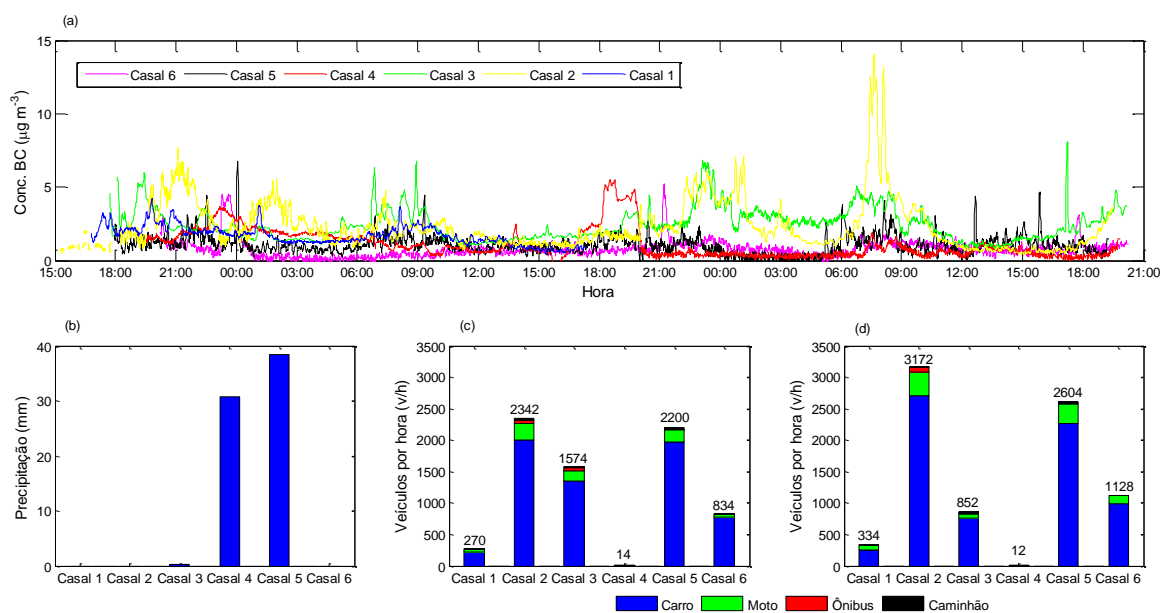 (a)
15
10
5
0
Conc. BC (µg m-3)
Casal 6 Casal 5 Casal 4 Casal 3 Casal 2 Casal 1
15:00 18:00 21:00 00:00 03:00 06:00 09:00 12:00 15:00 18:00 21:00 00:00 03:00 06:00 09:00 12:00 15:00 18:00 21:00
Hora
(b)
40
30
20
10
0
Precipitação (mm)
Casal 1 Casal 2 Casal 3 Casal 4 Casal 5 Casal 6
(c)
3500
3000
2500
2000
1500
1000
500
0
Veículos por hora (v/h)
270 2342 1574 14 2200 834
Casal 1 Casal 2 Casal 3 Casal 4 Casal 5 Casal 6
(d)
3500
3000
2500
2000
1500
1000
500
0
Veículos por hora (v/h)
334 3172 852 12 2604 1128
Casal 1 Casal 2 Casal 3 Casal 4 Casal 5 Casal 6
Carro Moto Ônibus Caminhão